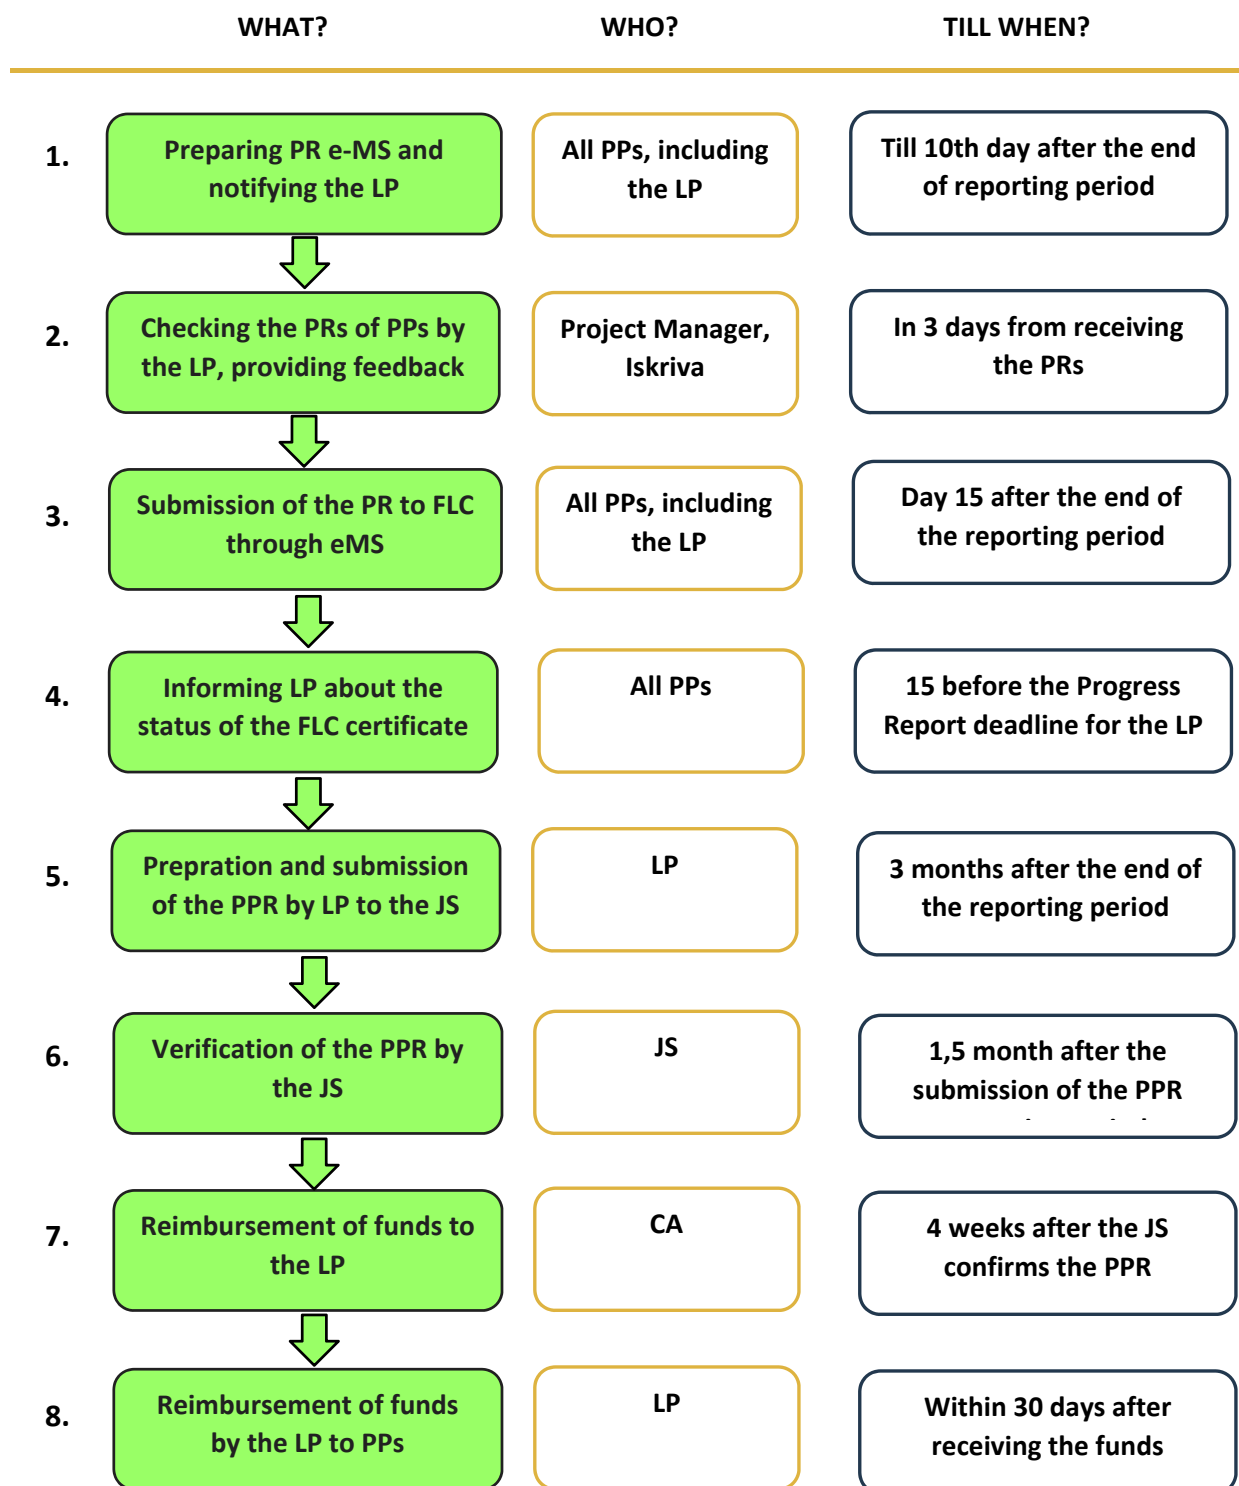 WHAT? WHO? TILL WHEN?
1.
Preparing PR e-MS and
notifying the LP
All PPs, including
the LP
Till 10th day after the end
of reporting period
2.
Checking the PRs of PPs by
the LP, providing feedback
Project Manager,
Iskriva
In 3 days from receiving
the PRs
3.
Submission of the PR to FLC
through eMS
All PPs, including
the LP
Day 15 after the end of
the reporting period
4.
Informing LP about the
status of the FLC certificate
All PPs
15 before the Progress
Report deadline for the LP
5.
Prepration and submission
of the PPR by LP to the JS
LP
3 months after the end of
the reporting period
6.
Verification of the PPR by
the JS
JS
1,5 month after the
submission of the PPR
7.
Reimbursement of funds to
the LP
CA
4 weeks after the JS
confirms the PPR
8.
Reimbursement of funds
by the LP to PPs
LP
Within 30 days after
receiving the funds